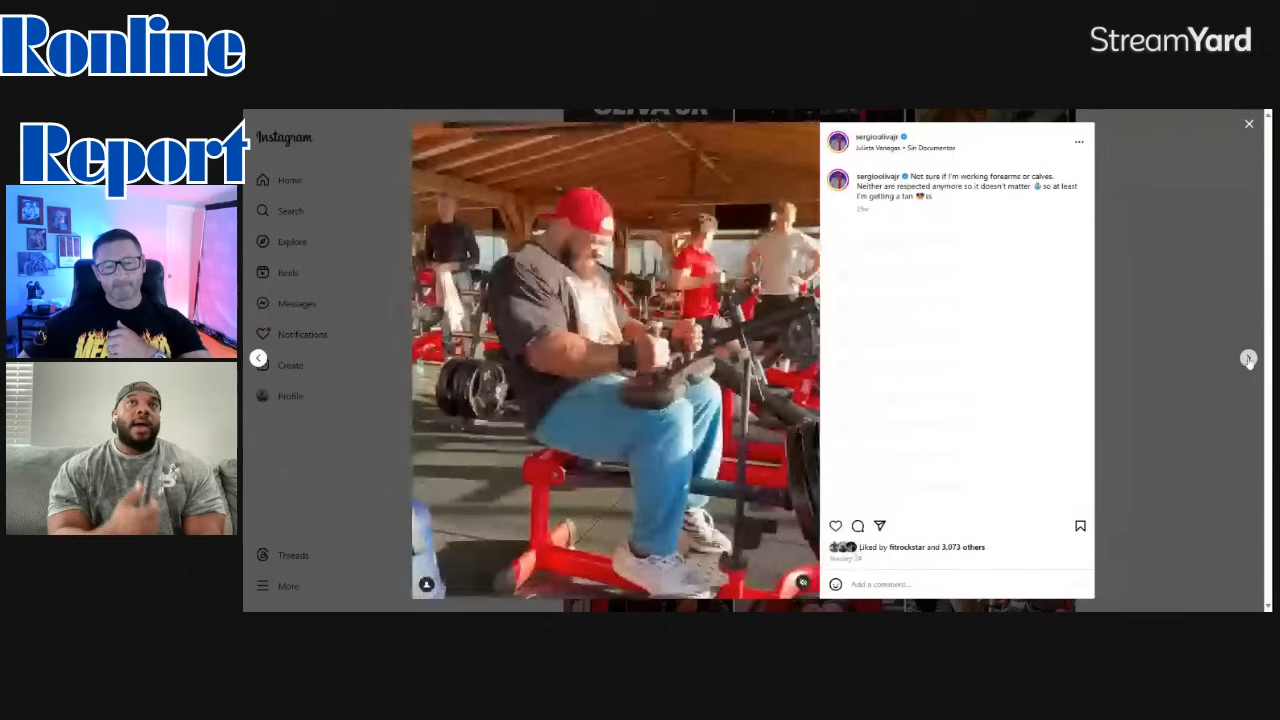 Ronline
Report
StreamYard
Instagram
Home
Search
Explore
Reels
Messages
Notifications
Create
Profile
Threads
More
sergioolivajr
Julieta Venegas • Sin Documentos
sergioolivajr Not sure if I'm working forearms or calves.
Neither are respected anymore so it doesn't matter so at least
I'm getting a tan
25w
Liked by fitrockstar and 3,073 others
Add a comment...